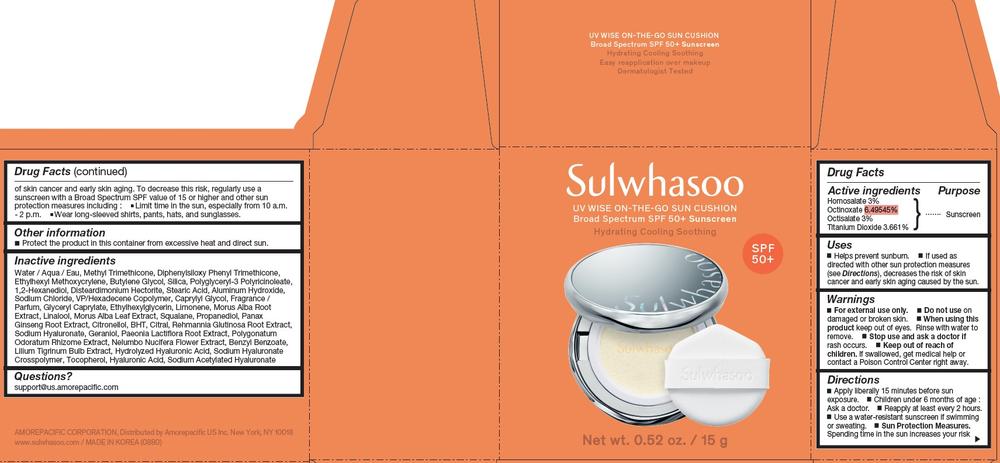 UV WISE ON-THE-GO SUN CUSHION
Broad Spectrum SPF 50+ Sunscreen
Hydrating Cooling Soothing
Easy reapplication over makeup
Dermatologist Tested
Drug Facts (continued)
of skin cancer and early skin aging. To decrease this risk, regularly use a
sunscreen with a Broad Spectrum SPF value of 15 or higher and other sun
protection measures including : ▪ Limit time in the sun, especially from 10 a.m.
- 2 p.m. ▪ Wear long-sleeved shirts, pants, hats, and sunglasses.
Other information
▪ Protect the product in this container from excessive heat and direct sun.
Inactive ingredients
Water / Aqua / Eau, Methyl Trimethicone, Diphenylsiloxy Phenyl Trimethicone,
Ethylhexyl Methoxycrylene, Butylene Glycol, Silica, Polyglyceryl-3 Polyricinoleate,
1,2-Hexanediol, Disteardimonium Hectorite, Stearic Acid, Aluminum Hydroxide,
Sodium Chloride, VP/Hexadecene Copolymer, Caprylyl Glycol, Fragrance /
Parfum, Glyceryl Caprylate, Ethylhexylglycerin, Limonene, Morus Alba Root
Extract, Linalool, Morus Alba Leaf Extract, Squalane, Propanediol, Panax
Ginseng Root Extract, Citronellol, BHT, Citral, Rehmannia Glutinosa Root Extract,
Sodium Hyaluronate, Geraniol, Paeonia Lactiflora Root Extract, Polygonatum
Odoratum Rhizome Extract, Nelumbo Nucifera Flower Extract, Benzyl Benzoate,
Lilium Tigrinum Bulb Extract, Hydrolyzed Hyaluronic Acid, Sodium Hyaluronate
Crosspolymer, Tocopherol, Hyaluronic Acid, Sodium Acetylated Hyaluronate
Questions?
support@us.amorepacific.com
AMOREPACIFIC CORPORATION, Distributed by Amorepacific US Inc. New York, NY 10018
www.sulwhasoo.com / MADE IN KOREA (0880)
Sulwhasoo
UV WISE ON-THE-GO SUN CUSHION
Broad Spectrum SPF 50+ Sunscreen
Hydrating Cooling Soothing
SPF
50+
Sulwhasoo
Sulwhasoo
Net wt. 0.52 oz. / 15 g
Drug Facts
Active ingredients Purpose
Homosalate 3%
Octinoxate 6.49545%
Octisalate 3%
Titanium Dioxide 3.661%
...... Sunscreen
Uses
▪ Helps prevent sunburn. ▪ If used as
directed with other sun protection measures
(see Directions), decreases the risk of skin
cancer and early skin aging caused by the sun.
Warnings
▪ For external use only. ▪ Do not use on
damaged or broken skin. ▪ When using this
product keep out of eyes. Rinse with water to
remove. ▪ Stop use and ask a doctor if
rash occurs. ▪ Keep out of reach of
children. If swallowed, get medical help or
contact a Poison Control Center right away.
Directions
▪ Apply liberally 15 minutes before sun
exposure. ▪ Children under 6 months of age :
Ask a doctor. ▪ Reapply at least every 2 hours.
▪ Use a water-resistant sunscreen if swimming
or sweating. ▪ Sun Protection Measures.
Spending time in the sun increases your risk